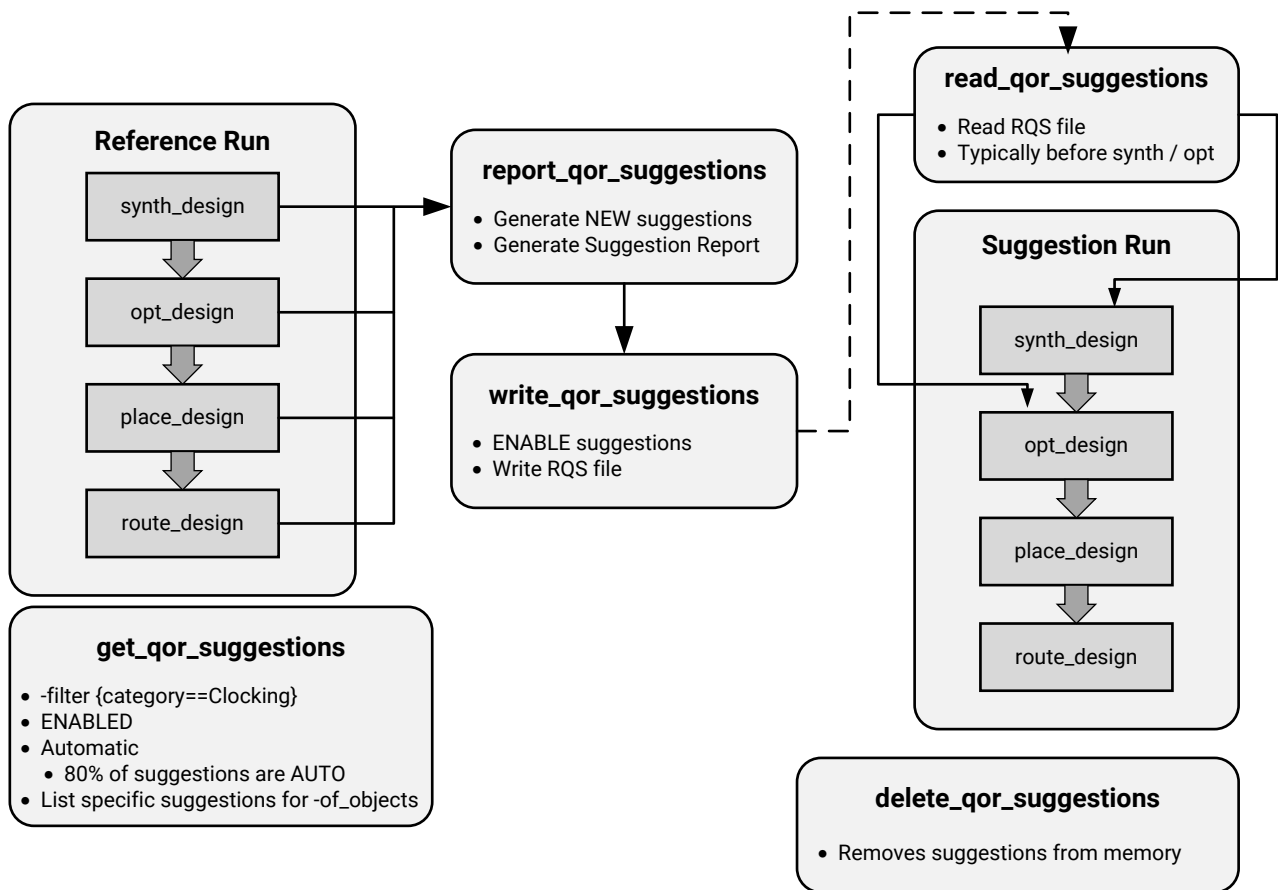 Reference Run
synth_design
opt_design
place_design
route_design
report_qor_suggestions
• Generate NEW suggestions
• Generate Suggestion Report
write_qor_suggestions
• ENABLE suggestions
• Write RQS file
read_qor_suggestions
• Read RQS file
• Typically before synth / opt
Suggestion Run
synth_design
opt_design
place_design
route_design
get_qor_suggestions
• -filter {category==Clocking}
• ENABLED
• Automatic
• 80% of suggestions are AUTO
• List specific suggestions for -of_objects
delete_qor_suggestions
• Removes suggestions from memory